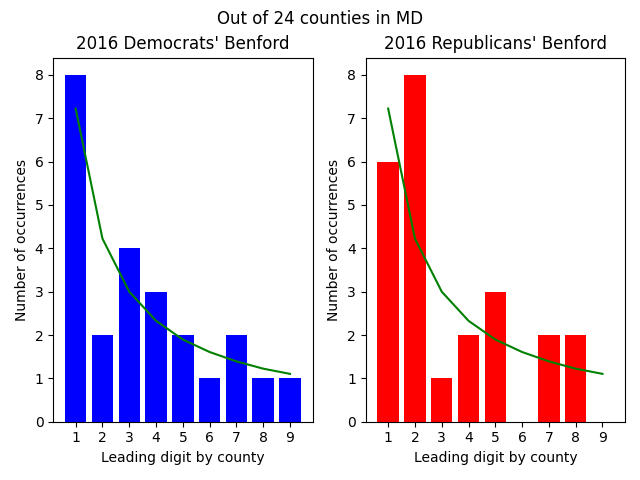 Out of 24 counties in MD
2016 Democrats' Benford
8
7
6
5
4
3
2
1
0
Number of occurrences
1 2 3 4 5 6 7 8 9
Leading digit by county
2016 Republicans' Benford
8
7
6
5
4
3
2
1
0
Number of occurrences
1 2 3 4 5 6 7 8 9
Leading digit by county